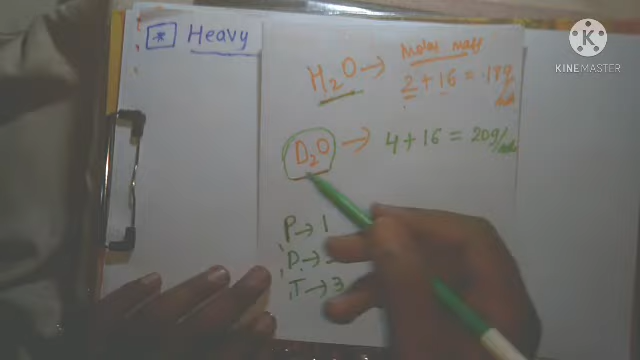 * Heavy
Molar mass
H₂O → 2 + 16 = 18g
D₂O → 4 + 16 = 20g/
P → 1
D →
T → 3
K
KINEMASTER